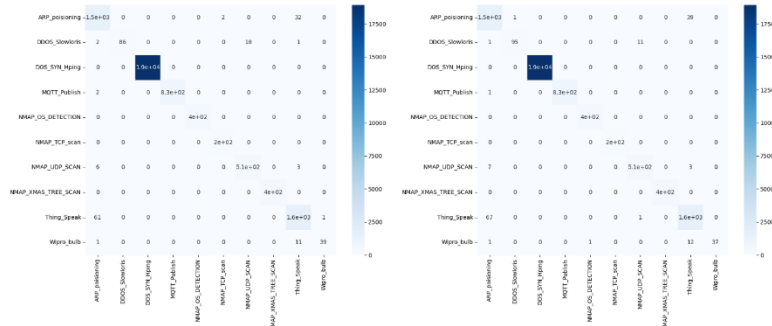 ARP_poisioning 1.5e+03 0 0 0 0 2 0 0 32 0
DDOS_Slowloris 2 86 0 0 0 0 18 0 1 0
DOS_SYN_Hping 0 0 1.9e+04 0 0 0 0 0 0 0
MQTT_Publish 2 0 0 8.3e+02 0 0 0 0 0 0
NMAP_OS_DETECTION 0 0 0 0 4e+02 0 0 0 0 0
NMAP_TCP_scan 0 0 0 0 0 2e+02 0 0 0 0
NMAP_UDP_SCAN 6 0 0 0 0 0 5.1e+02 0 3 0
NMAP_XMAS_TREE_SCAN 0 0 0 0 0 0 0 4e+02 0 0
Thing_Speak 61 0 0 0 0 0 0 0 1.6e+03 1
Wipro_bulb 1 0 0 0 0 0 0 0 11 39
ARP_poisioning
DDOS_Slowloris
DOS_SYN_Hping
MQTT_Publish
NMAP_OS_DETECTION
NMAP_TCP_scan
NMAP_UDP_SCAN
MAP_XMAS_TREE_SCAN
Thing_Speak
Wipro_bulb
17500
15000
12500
10000
7500
5000
2500
0
ARP_poisioning 1.5e+03 1 0 0 0 0 0 0 28 0
DDOS_Slowloris 1 95 0 0 0 0 11 0 0 0
DOS_SYN_Hping 0 0 1.9e+04 0 0 0 0 0 0 0
MQTT_Publish 1 0 0 8.3e+02 0 0 0 0 0 0
NMAP_OS_DETECTION 0 0 0 0 4e+02 0 0 0 0 0
NMAP_TCP_scan 0 0 0 0 0 2e+02 0 0 0 0
NMAP_UDP_SCAN 7 0 0 0 0 0 5.1e+02 0 3 0
NMAP_XMAS_TREE_SCAN 0 0 0 0 0 0 0 4e+02 0 0
Thing_Speak 67 0 0 0 0 0 1 0 1.6e+03 0
Wipro_bulb 1 0 0 0 1 0 0 0 12 37
ARP_poisioning
DDOS_Slowloris
DOS_SYN_Hping
MQTT_Publish
NMAP_OS_DETECTION
NMAP_TCP_scan
NMAP_UDP_SCAN
MAP_XMAS_TREE_SCAN
Thing_Speak
Wipro_bulb
17500
15000
12500
10000
7500
5000
2500
0